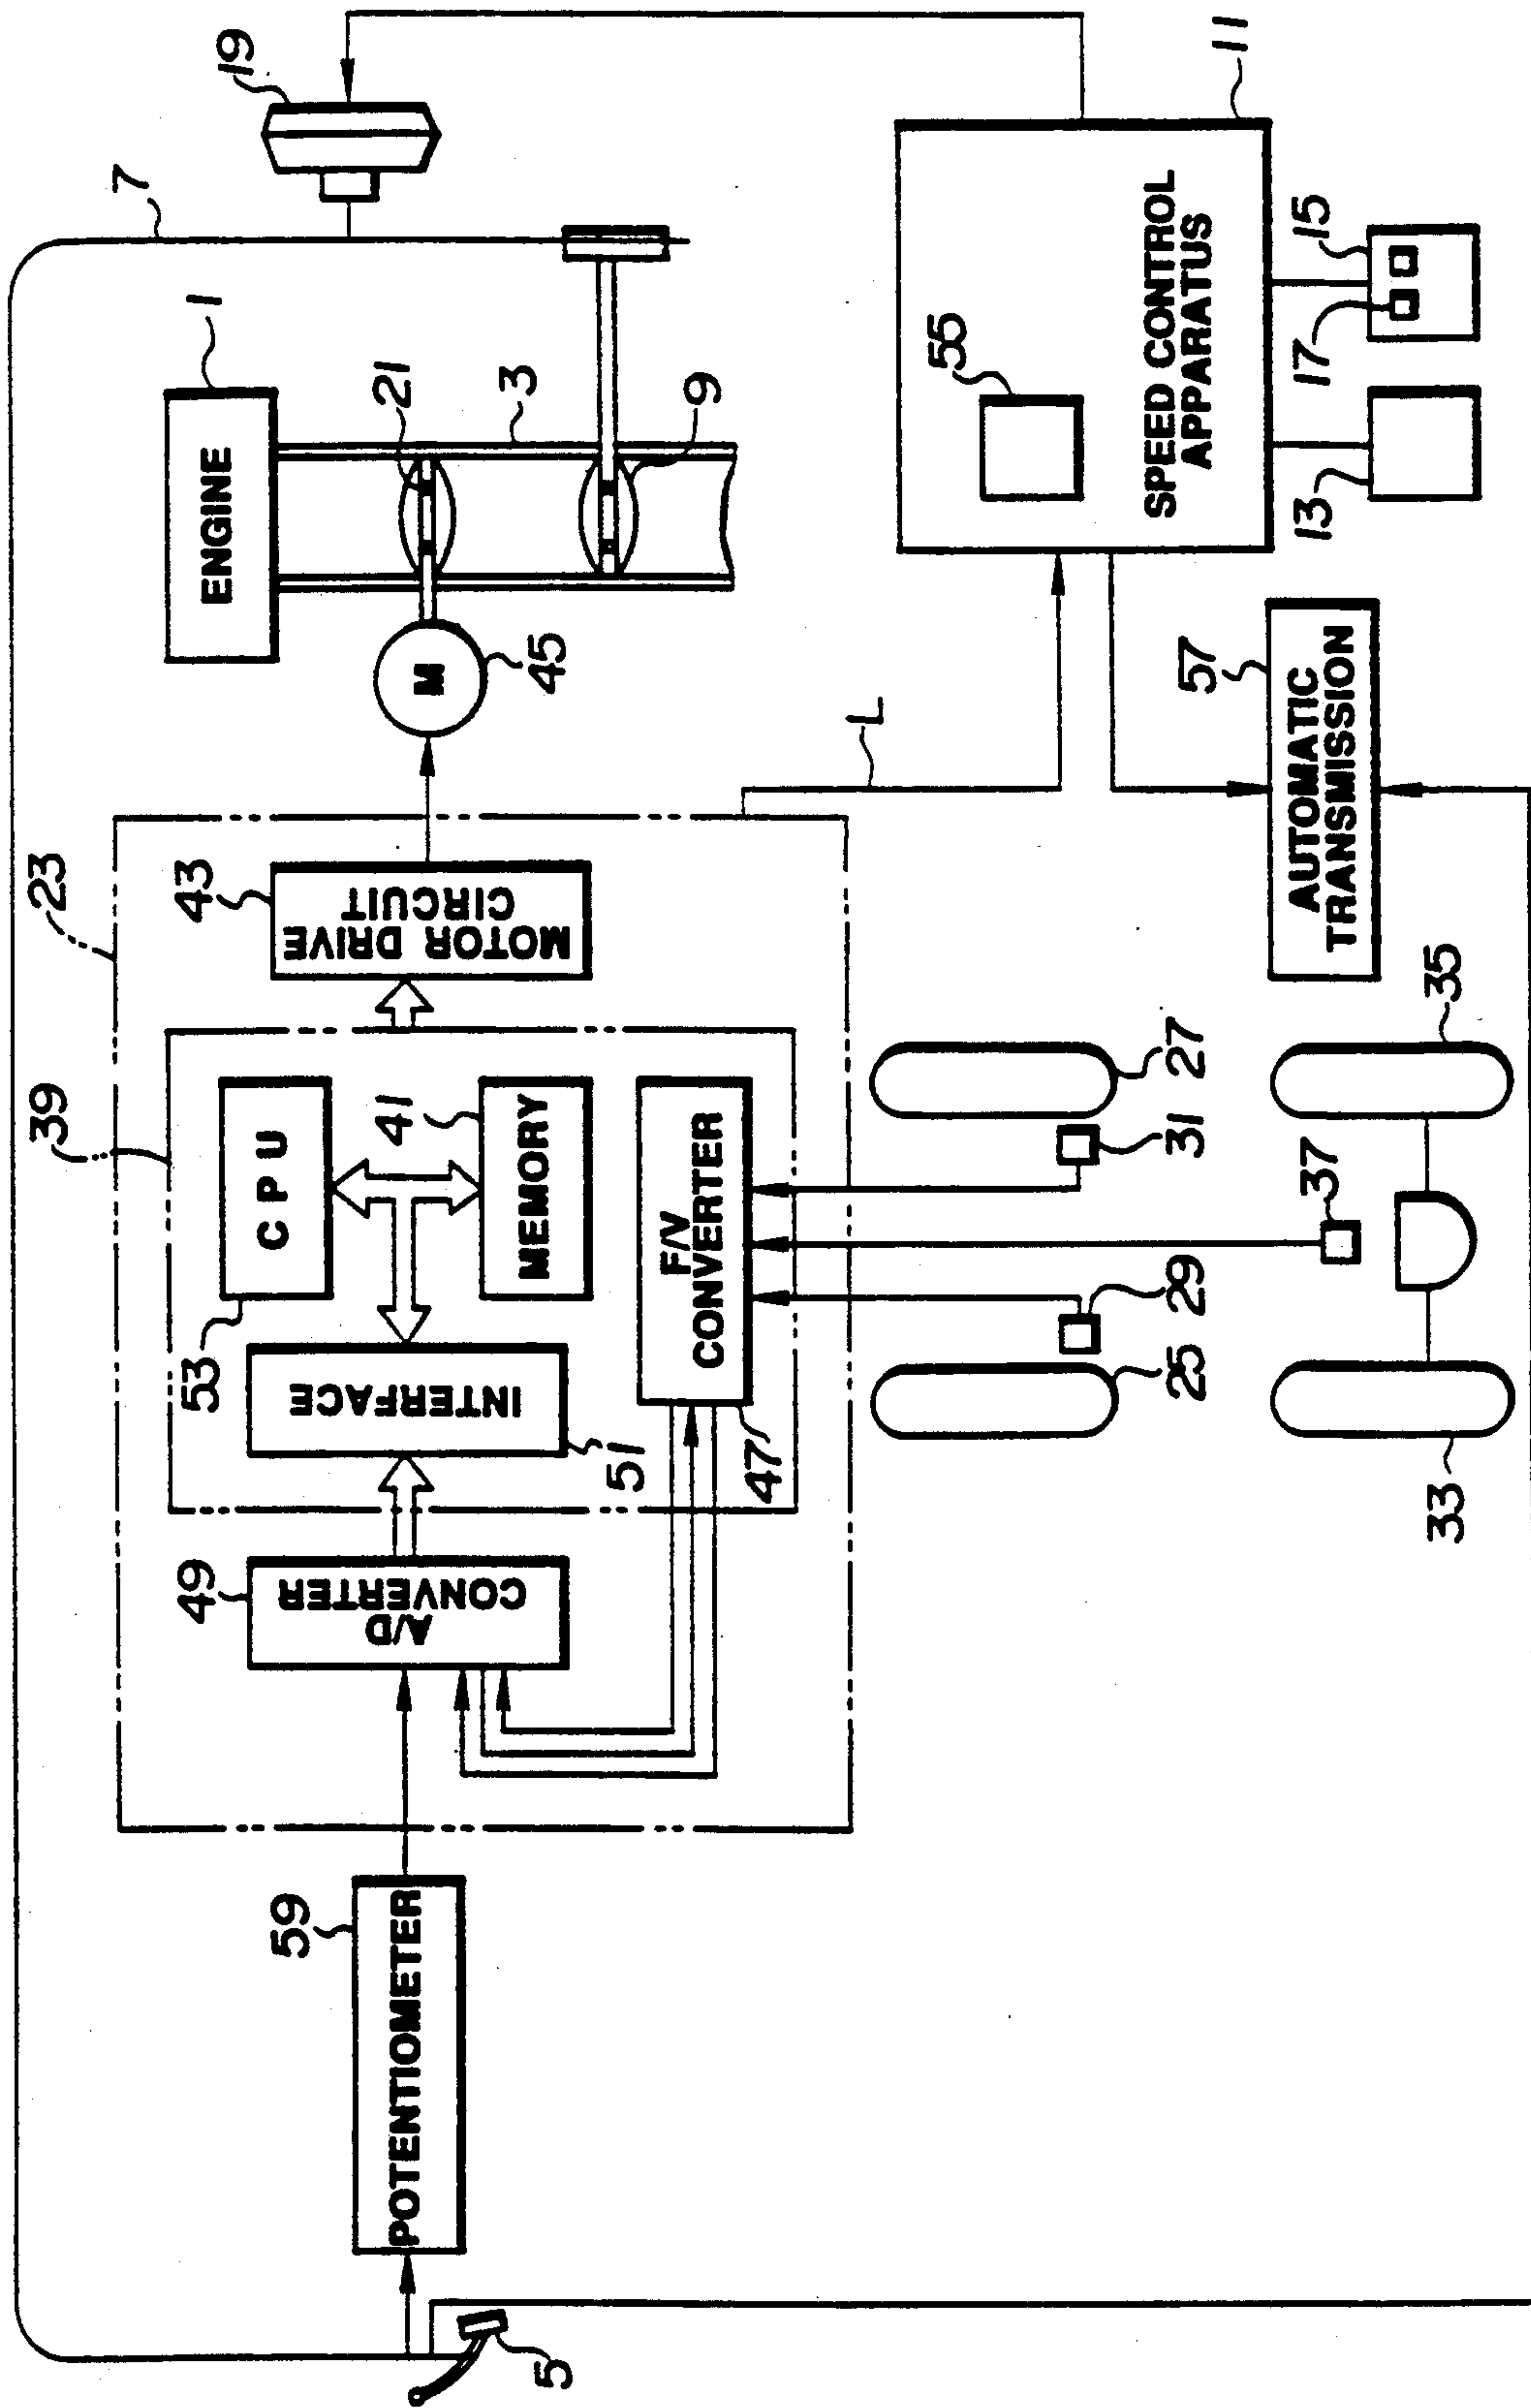 19
7
1
ENGINE
21
3
9
M
45
23
43
MOTOR DRIVE
CIRCUIT
39
CPU
53
41
MEMORY
INTERFACE
51
F/V
CONVERTER
47
49
A/D
CONVERTER
59
POTENTIOMETER
5
L
11
55
SPEED CONTROL
APPARATUS
15
17
13
57
AUTOMATIC
TRANSMISSION
27
31
29
25
35
37
33